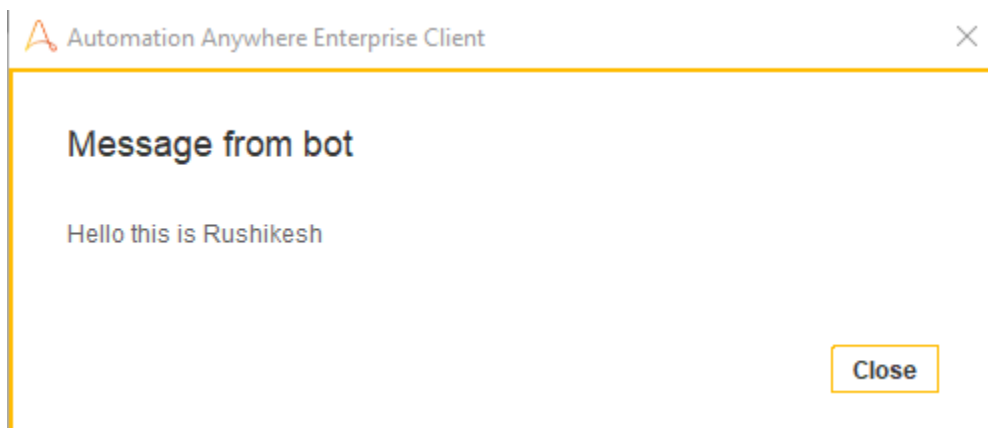 Automation Anywhere Enterprise Client
Message from bot
Hello this is Rushikesh
Close